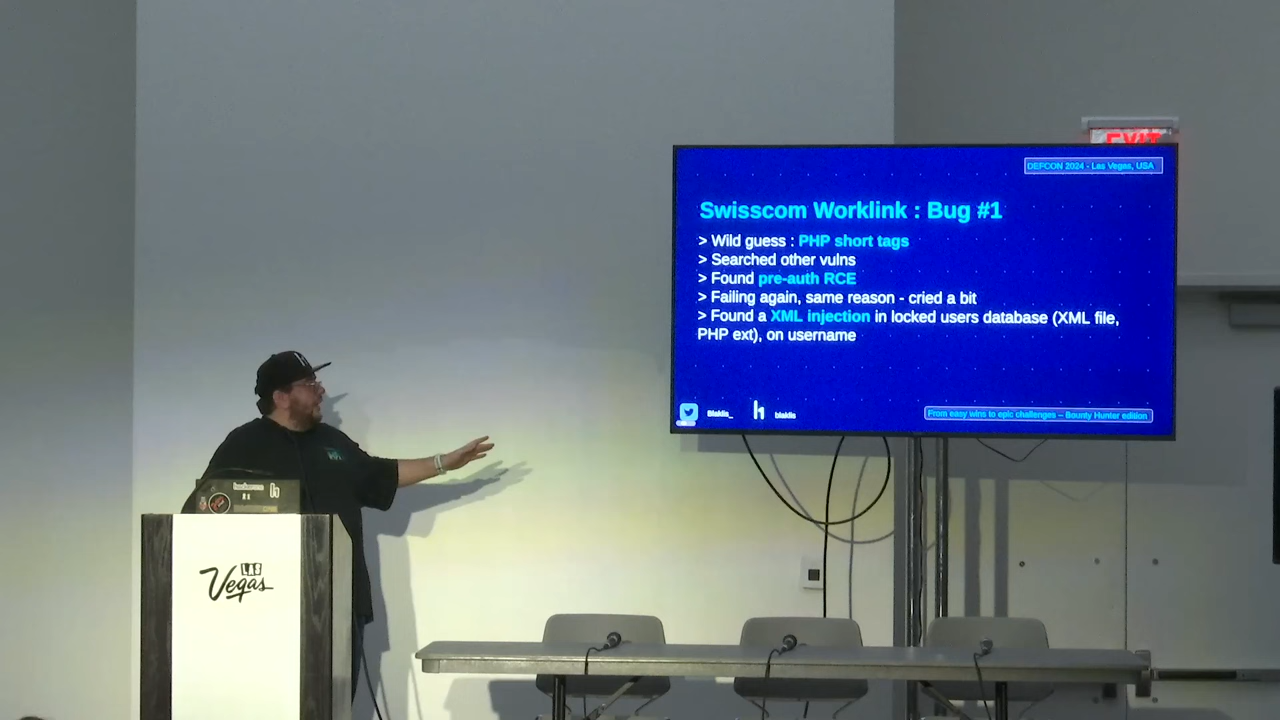 EXIT
DEFCON 2024 - Las Vegas, USA
Swisscom Worklink : Bug #1
> Wild guess : PHP short tags
> Searched other vulns
> Found pre-auth RCE
> Failing again, same reason - cried a bit
> Found a XML injection in locked users database (XML file,
PHP ext), on username
Blaklis_
blaklis
From easy wins to epic challenges – Bounty Hunter edition
hackerone
LAS
Vegas